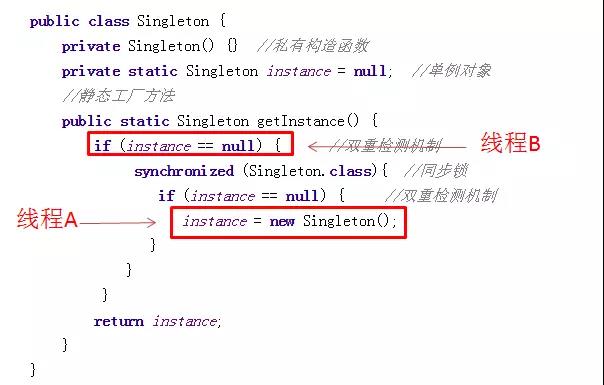 public class Singleton {
private Singleton() {} //私有构造函数
private static Singleton instance = null; //单例对象
//静态工厂方法
public static Singleton getInstance() {
if (instance == null) { //双重检测机制 线程B
synchronized (Singleton.class){ //同步锁
if (instance == null) { //双重检测机制
线程A instance = new Singleton();
}
}
}
return instance;
}
}